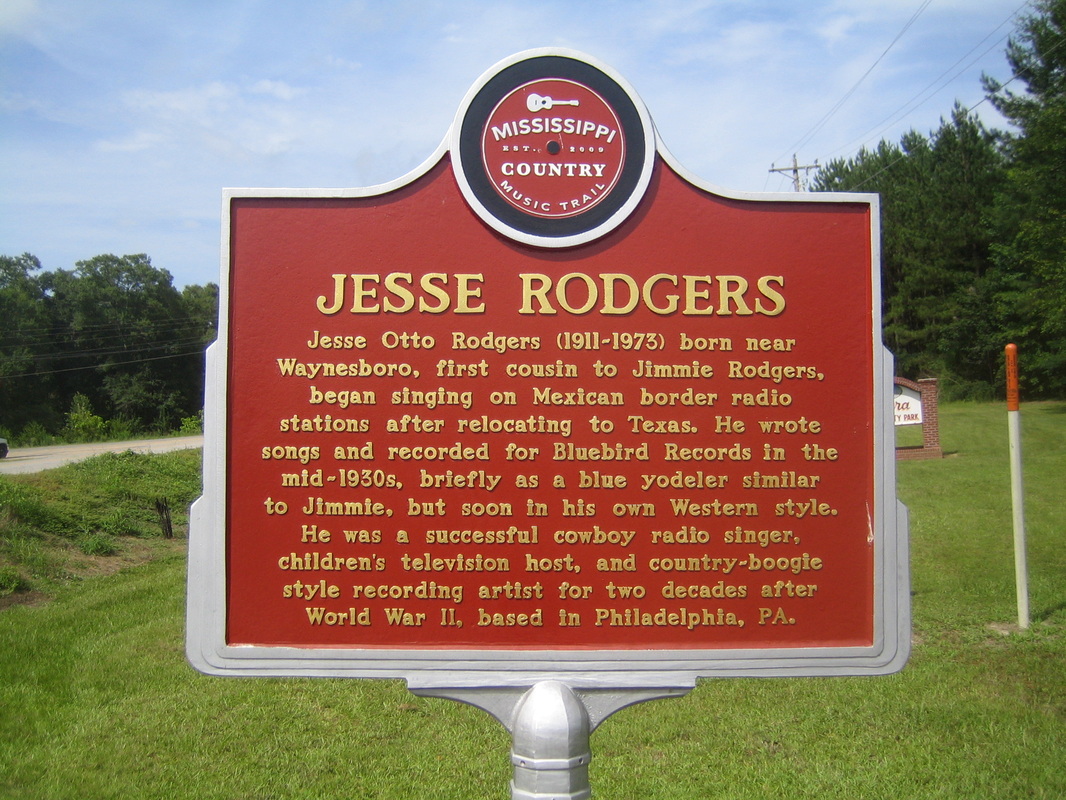 MISSISSIPPI
EST. 2009
COUNTRY
MUSIC TRAIL
JESSE RODGERS
Jesse Otto Rodgers (1911-1973) born near
Waynesboro, first cousin to Jimmie Rodgers,
began singing on Mexican border radio
stations after relocating to Texas. He wrote
songs and recorded for Bluebird Records in the
mid-1930s, briefly as a blue yodeler similar
to Jimmie, but soon in his own Western style.
He was a successful cowboy radio singer,
children's television host, and country-boogie
style recording artist for two decades after
World War II, based in Philadelphia, PA.
PARK